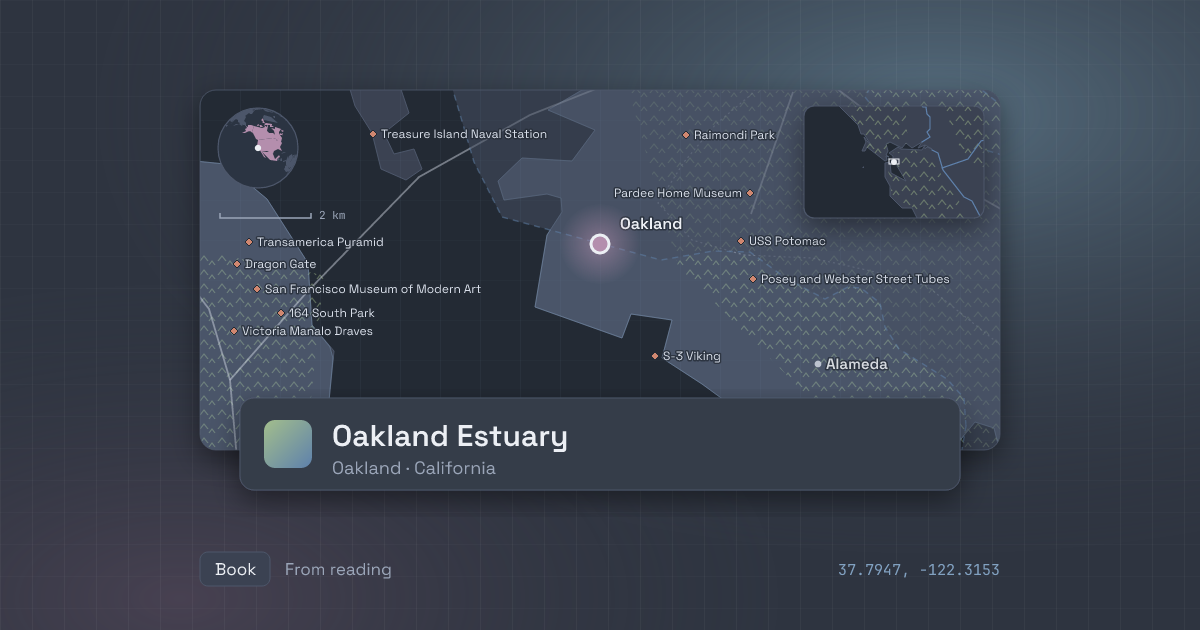 Treasure Island Naval Station
Raimondi Park
Pardee Home Museum
2 km
Oakland
Transamerica Pyramid
USS Potomac
Dragon Gate
Posey and Webster Street Tubes
San Francisco Museum of Modern Art
164 South Park
Victoria Manalo Draves
S-3 Viking
Alameda
Oakland Estuary
Oakland · California
Book
From reading
37.7947, -122.3153